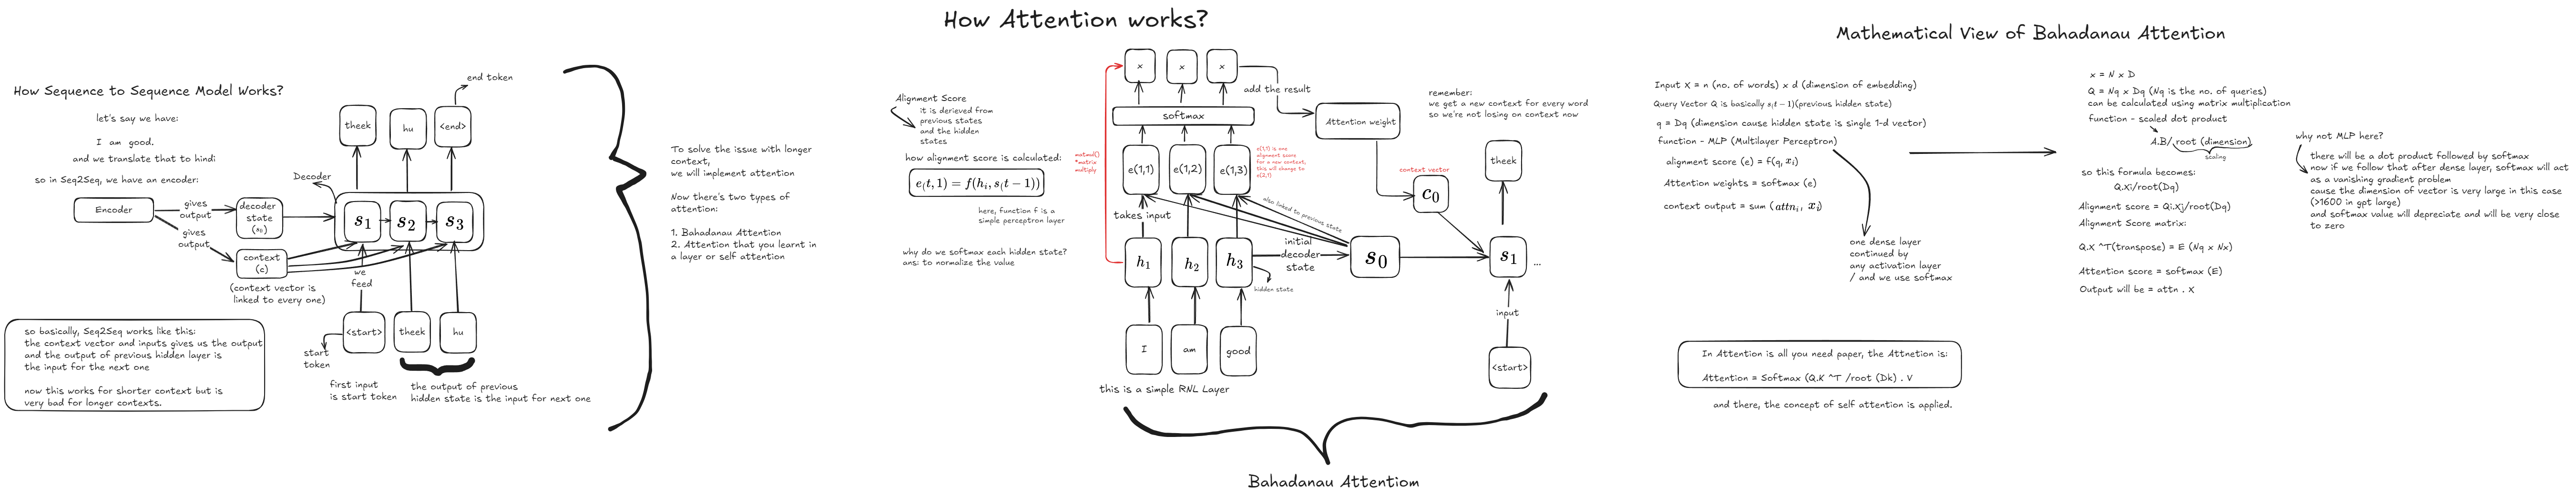 How Sequence to Sequence Model Works?
let's say we have:
I am good.
and we translate that to hindi:
so in Seq2Seq, we have an encoder:
Encoder
gives
output
gives
output
decoder
state
(s₀)
context
(c)
(context vector is
linked to every one)
Decoder
end token
theek
hu
<end>
s₁
s₂
s₃
we
feed
<start>
theek
hu
start
token
first input
is start token
the output of previous
hidden state is the input for next one
so basically, Seq2Seq works like this:
the context vector and inputs gives us the output
and the output of previous hidden layer is
the input for the next one
now this works for shorter context but is
very bad for longer contexts.
To solve the issue with longer
context,
we will implement attention
Now there's two types of
attention:
1. Bahadanau Attention
2. Attention that you learnt in
a layer or self attention
How Attention works?
Alignment Score
it is derieved from
previous states
and the hidden
states
how alignment score is calculated:
e₍t, 1) = f(hᵢ, s₍t − 1))
here, function f is a
simple perceptron layer
why do we softmax each hidden state?
ans: to normalize the value
x
x
x
softmax
matmul()
*matrix
multiply
e(1,1)
e(1,2)
e(1,3)
e(1,1) is one
alignment score
for a new context,
this will change to
e(2,1)
takes input
also linked to previous state
h₁
h₂
h₃
initial
decoder
state
hidden state
I
am
good
this is a simple RNL Layer
add the result
Attention weight
context vector
c₀
s₀
s₁
...
theek
input
<start>
remember:
we get a new context for every word
so we're not losing on context now
Bahadanau Attentiom
Mathematical View of Bahadanau Attention
Input X = n (no. of words) x d (dimension of embedding)
Query Vector Q is basically sₜt − 1)(previous hidden state)
q = Dq (dimension cause hidden state is single 1-d vector)
function - MLP (Multilayer Perceptron)
alignment score (e) = f(q, xᵢ)
Attention weights = softmax (e)
context output = sum (attnᵢ, xᵢ)
one dense layer
continued by
any activation layer
/ and we use softmax
x = N x D
Q = Nq x Dq (Nq is the no. of queries)
can be calculated using matrix multiplication
function - scaled dot product
A.B/ root (dimension)
scaling
so this formula becomes:
Q.Xi/root(Dq)
Alignment score = Qi.Xj/root(Dq)
Alignment Score matrix:
Q.X ^T(transpose) = E (Nq x Nx)
Attention score = softmax (E)
Output will be = attn . X
why not MLP here?
there will be a dot product followed by softmax
now if we follow that after dense layer, softmax will act
as a vanishing gradient problem
cause the dimension of vector is very large in this case
(>1600 in gpt large)
and softmax value will depreciate and will be very close
to zero
In Attention is all you need paper, the Attnetion is:
Attention = Softmax (Q.K ^T /root (Dk) . V
and there, the concept of self attention is applied.